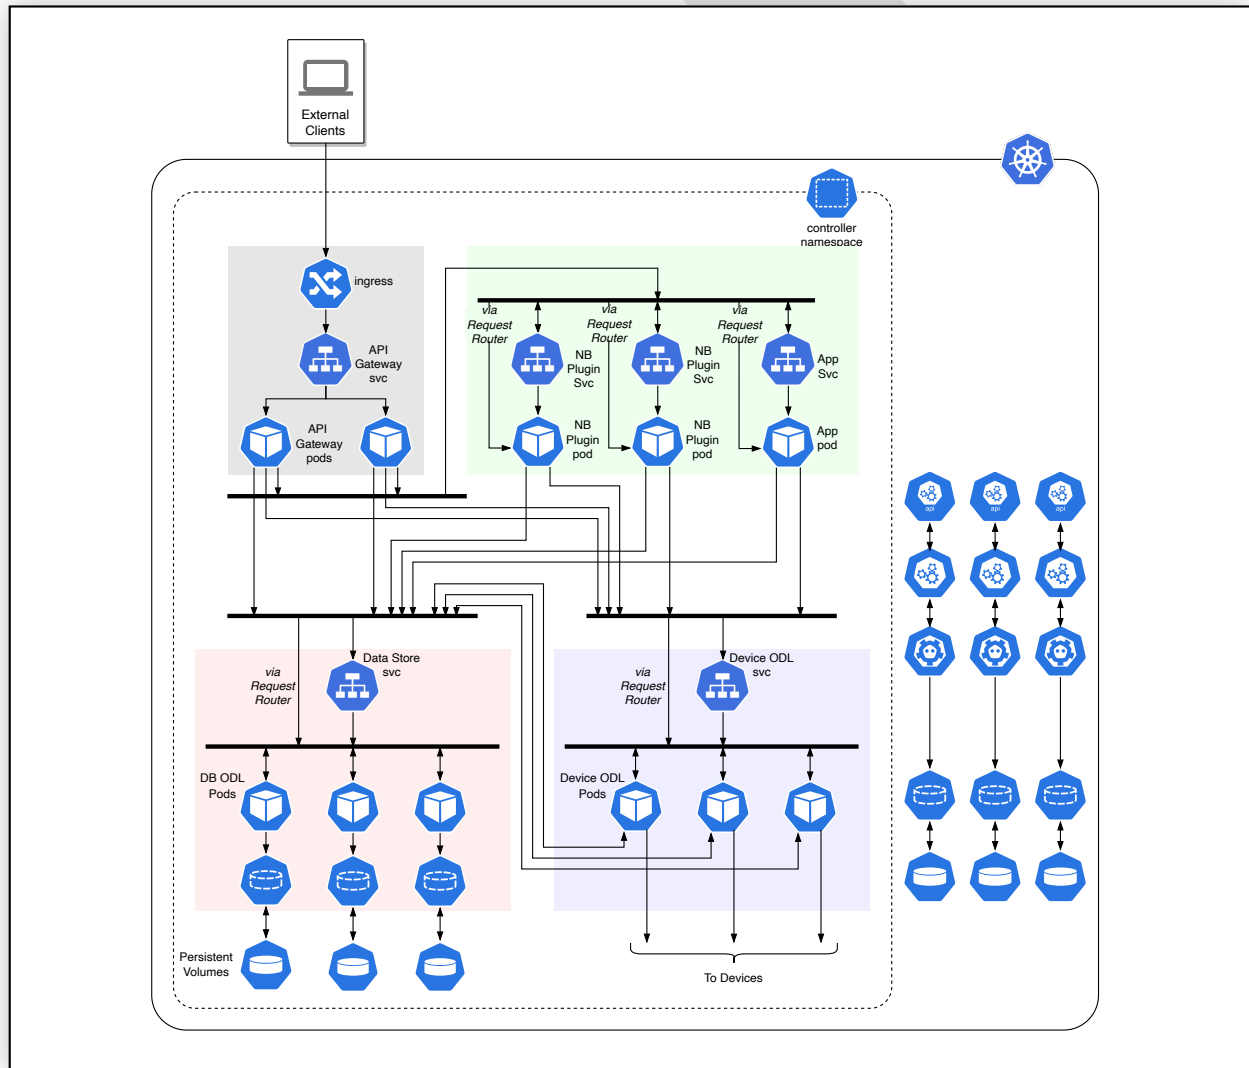 External
Clients
controller
namespace
ingress
API
Gateway
svc
API
Gateway
pods
via
Request
Router
NB
Plugin
Svc
via
Request
Router
NB
Plugin
Svc
via
Request
Router
App
Svc
NB
Plugin
pod
NB
Plugin
pod
App
pod
api
api
api
Data Store
svc
via
Request
Router
Device ODL
svc
via
Request
Router
DB ODL
Pods
Device ODL
Pods
Persistent
Volumes
To Devices